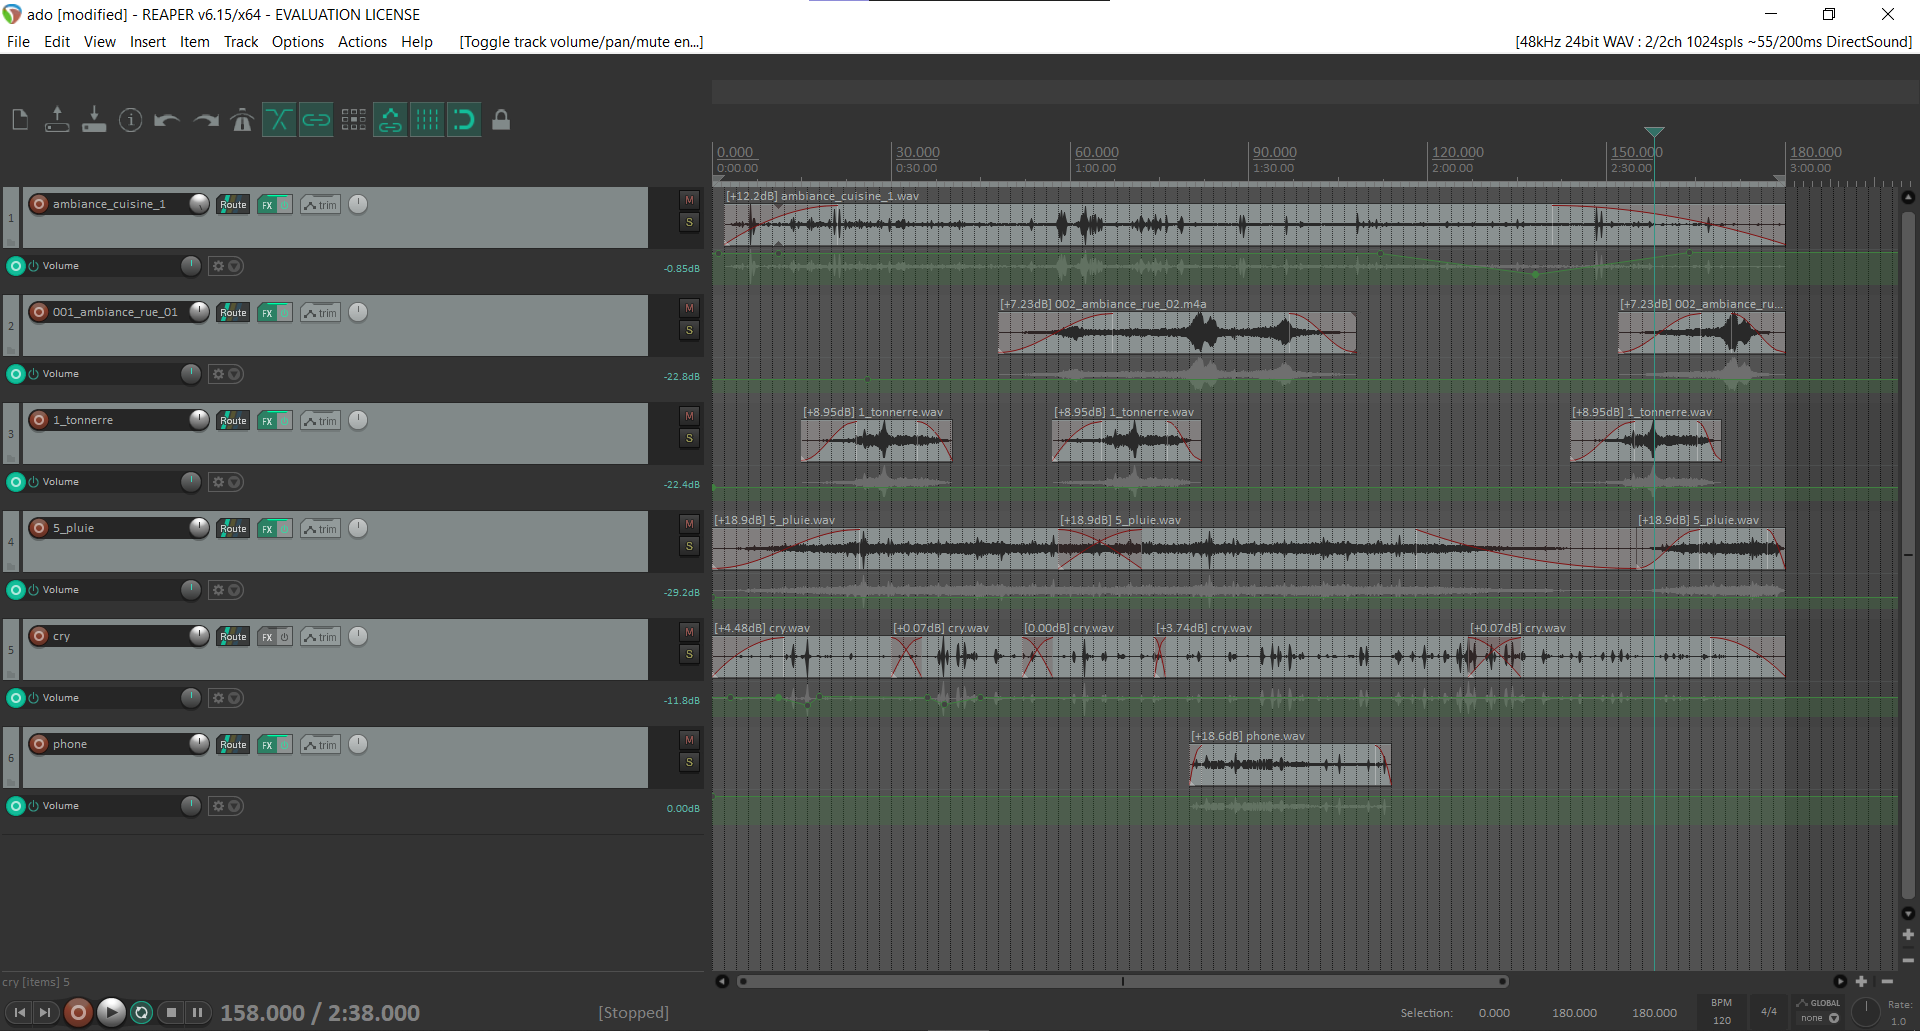 ado [modified] - REAPER v6.15/x64 - EVALUATION LICENSE
File Edit View Insert Item Track Options Actions Help [Toggle track volume/pan/mute en...] [48kHz 24bit WAV : 2/2ch 1024spls ~55/200ms DirectSound]
0.000 30.000 60.000 90.000 120.000 150.000 180.000
0:00.00 0:30.00 1:00.00 1:30.00 2:00.00 2:30.00 3:00.00
1 ambiance_cuisine_1 Route FX trim M S
[+12.2dB] ambiance_cuisine_1.wav
Volume -0.85dB
2 001_ambiance_rue_01 Route FX trim M S
[+7.23dB] 002_ambiance_rue_02.m4a [+7.23dB] 002_ambiance_ru...
Volume -22.8dB
3 1_tonnerre Route FX trim M S
[+8.95dB] 1_tonnerre.wav [+8.95dB] 1_tonnerre.wav [+8.95dB] 1_tonnerre.wav
Volume -22.4dB
4 5_pluie Route FX trim M S
[+18.9dB] 5_pluie.wav [+18.9dB] 5_pluie.wav [+18.9dB] 5_pluie.wav
Volume -29.2dB
5 cry Route FX trim M S
[+4.48dB] cry.wav [+0.07dB] cry.wav [0.00dB] cry.wav [+3.74dB] cry.wav [+0.07dB] cry.wav
Volume -11.8dB
6 phone Route FX trim M S
[+18.6dB] phone.wav
Volume 0.00dB
cry [items] 5
158.000 / 2:38.000 [Stopped] Selection: 0.000 180.000 180.000
BPM 120 4/4 GLOBAL none Rate: 1.0